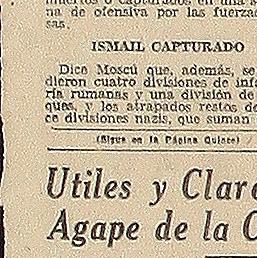 muertos o capturados en una s
na de ofensiva por las fuerza
sas.
ISMAIL CAPTURADO
Dice Moscú que, además, se
dieron cuatro divisiones de infa
ría rumanas y una división de
ques, y los atrapados restos de
ce divisiones nazis, que suman
(Sigue en la Página Quince)
Utiles y Clar
Agape de la C